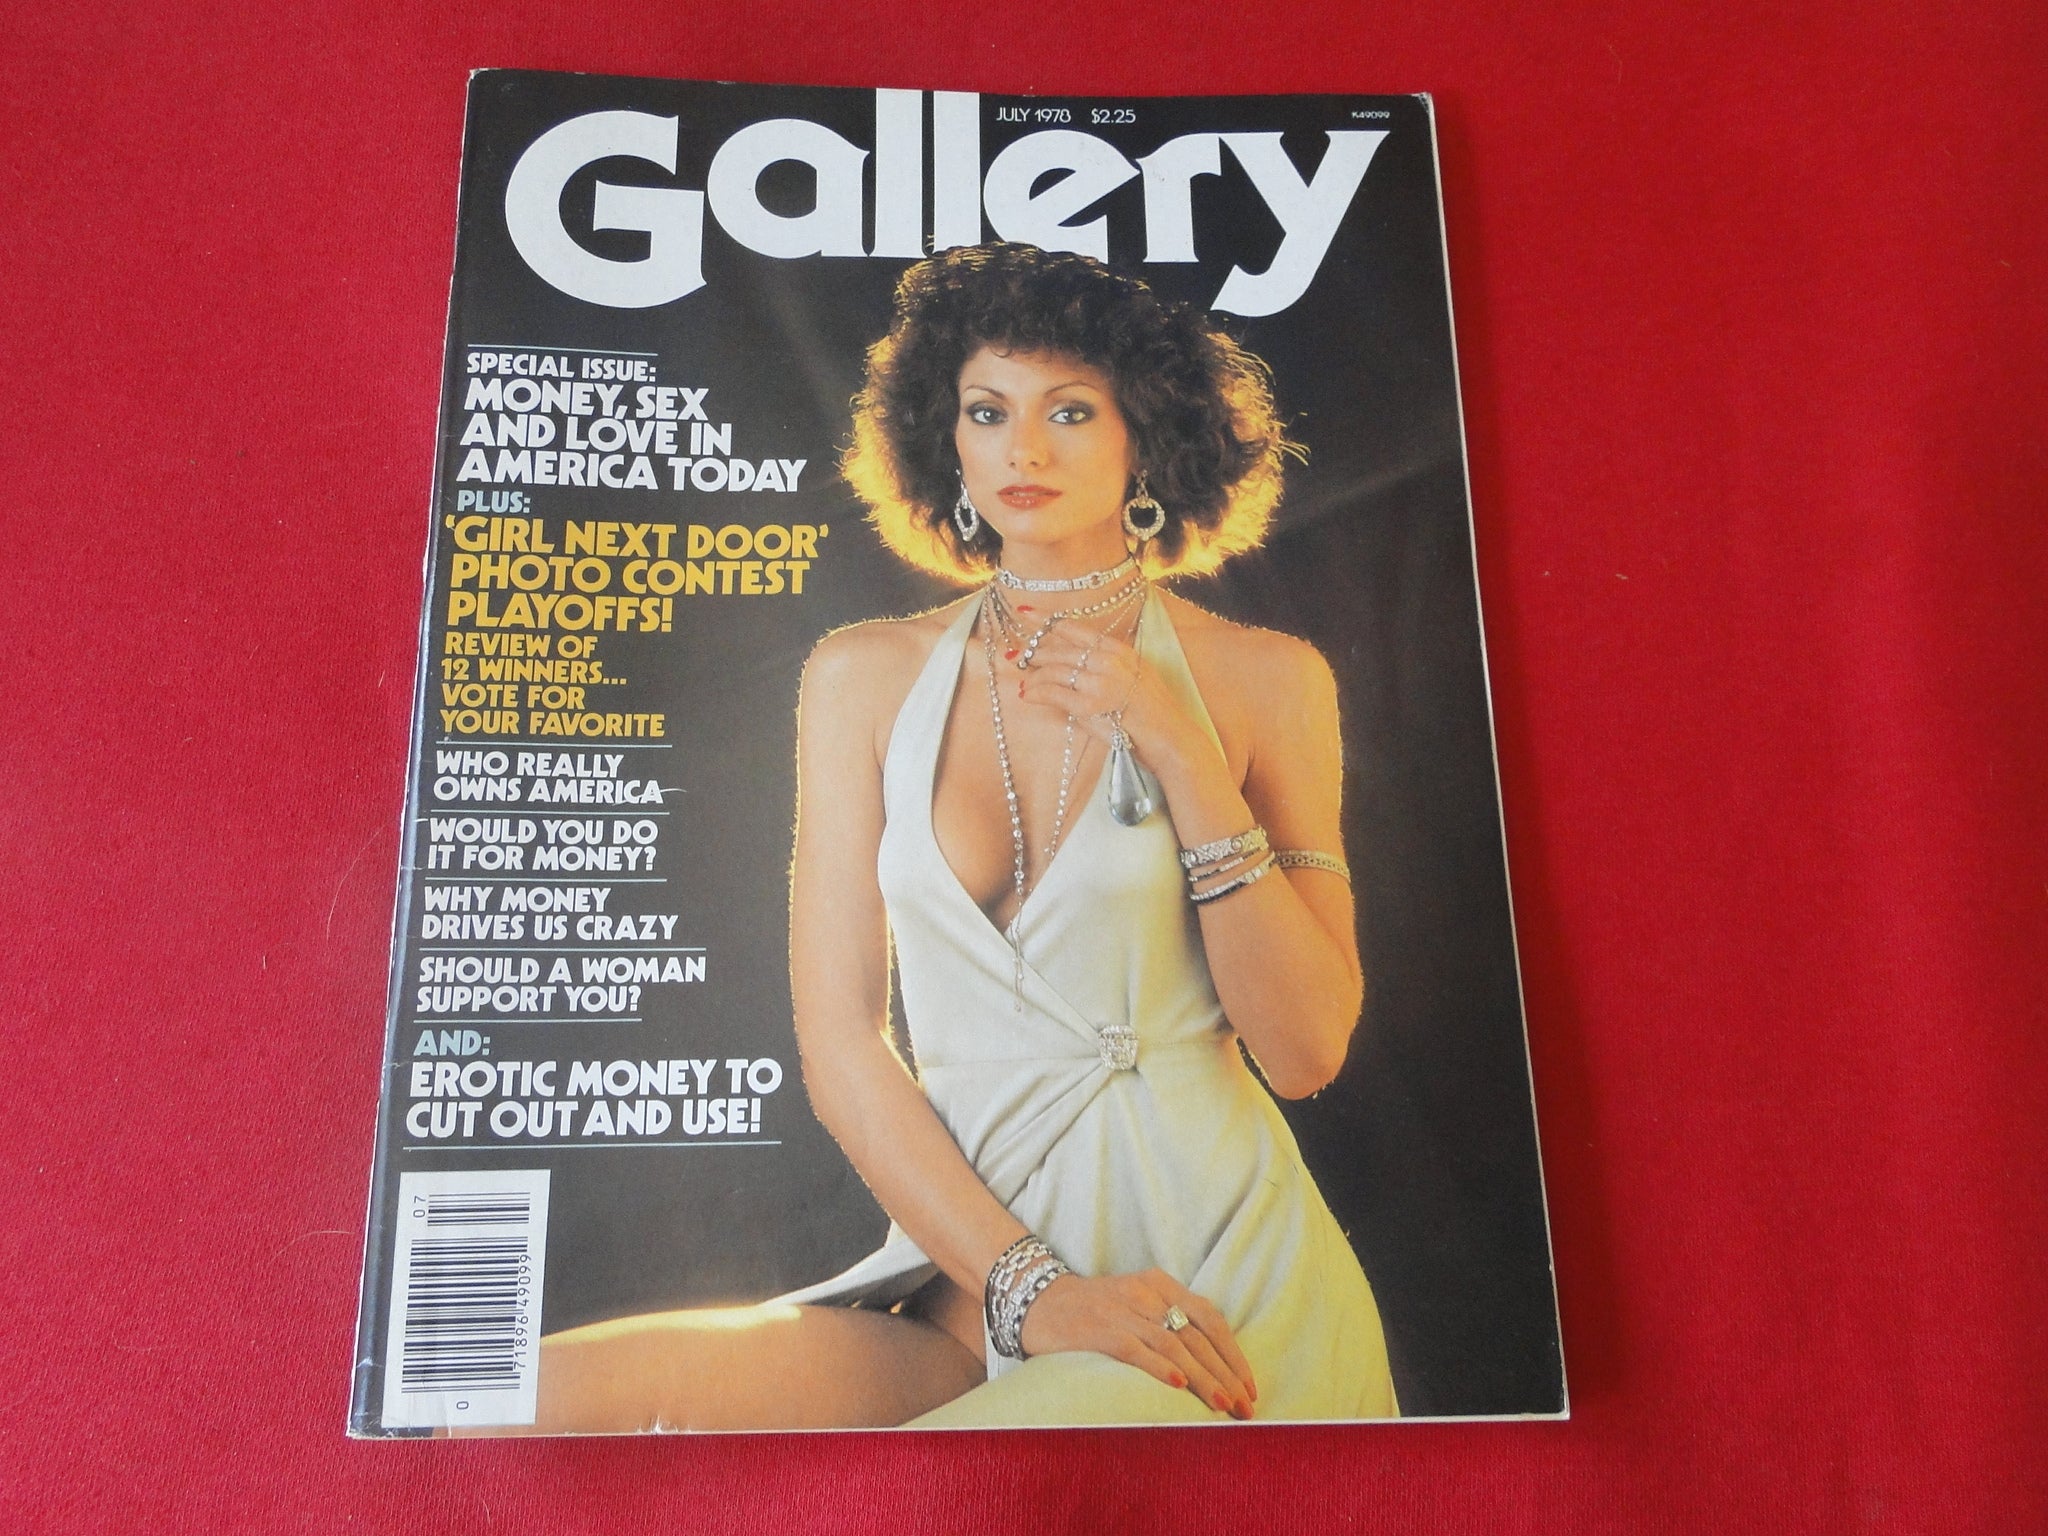 JULY 1978 $2.25
K49099
Gallery
SPECIAL ISSUE:
MONEY, SEX
AND LOVE IN
AMERICA TODAY
PLUS:
'GIRL NEXT DOOR'
PHOTO CONTEST
PLAYOFFS!
REVIEW OF
12 WINNERS...
VOTE FOR
YOUR FAVORITE
WHO REALLY
OWNS AMERICA
WOULD YOU DO
IT FOR MONEY?
WHY MONEY
DRIVES US CRAZY
SHOULD A WOMAN
SUPPORT YOU?
AND:
EROTIC MONEY TO
CUT OUT AND USE!
07
0 71896 49099